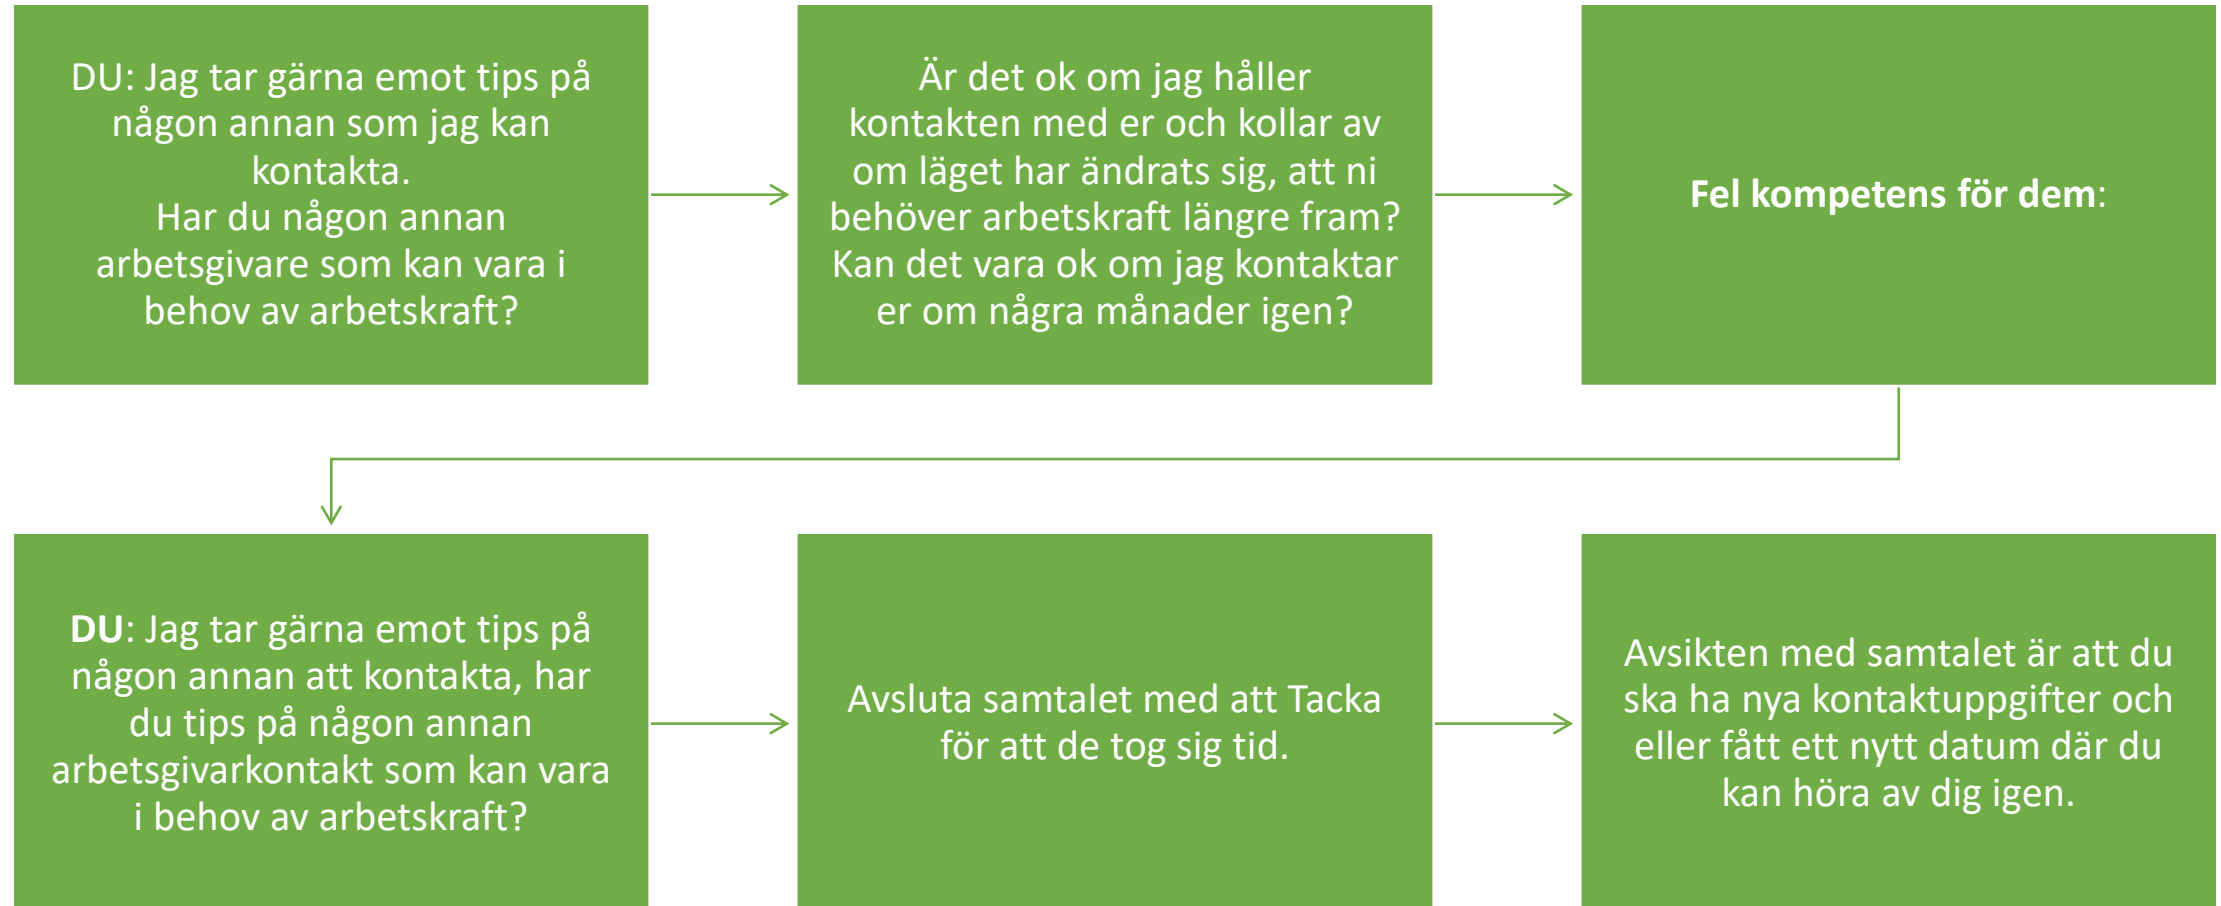 DU: Jag tar gärna emot tips på
någon annan som jag kan
kontakta.
Har du någon annan
arbetsgivare som kan vara i
behov av arbetskraft?
Är det ok om jag håller
kontakten med er och kollar av
om läget har ändrats sig, att ni
behöver arbetskraft längre fram?
Kan det vara ok om jag kontaktar
er om några månader igen?
Fel kompetens för dem:
DU: Jag tar gärna emot tips på
någon annan att kontakta, har
du tips på någon annan
arbetsgivarkontakt som kan vara
i behov av arbetskraft?
Avsluta samtalet med att Tacka
för att de tog sig tid.
Avsikten med samtalet är att du
ska ha nya kontaktuppgifter och
eller fått ett nytt datum där du
kan höra av dig igen.